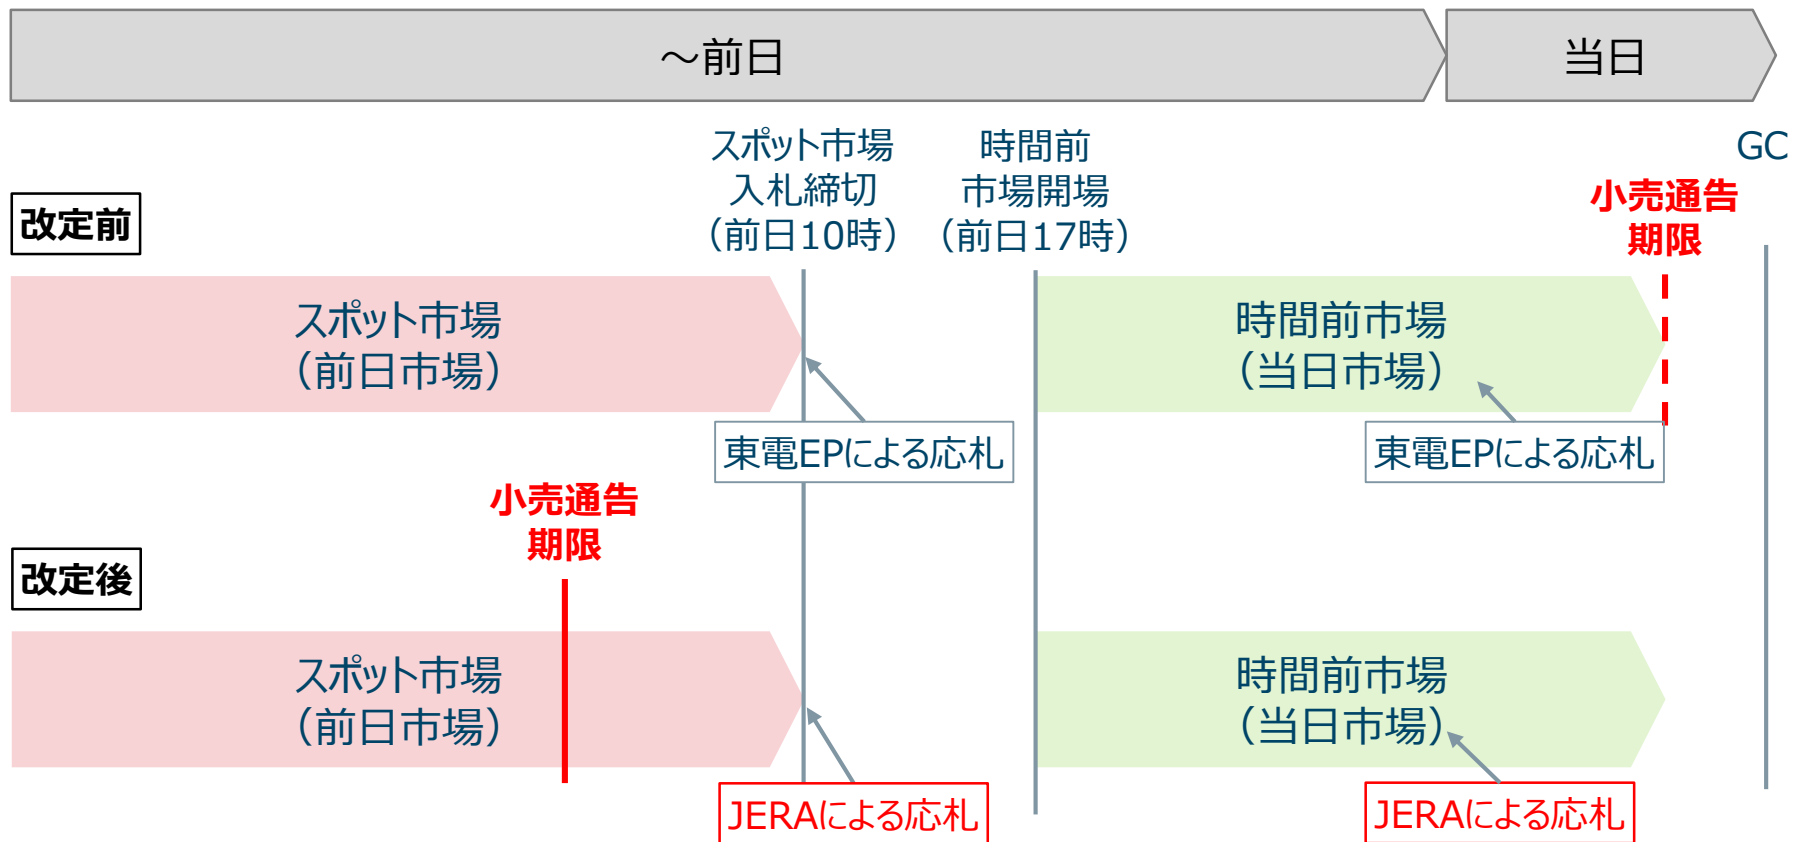 ～前日
当日
スポット市場
入札締切
（前日10時）
時間前
市場開場
（前日17時）
GC
小売通告
期限
改定前
スポット市場
（前日市場）
時間前市場
（当日市場）
東電EPによる応札
東電EPによる応札
小売通告
期限
改定後
スポット市場
（前日市場）
時間前市場
（当日市場）
JERAによる応札
JERAによる応札